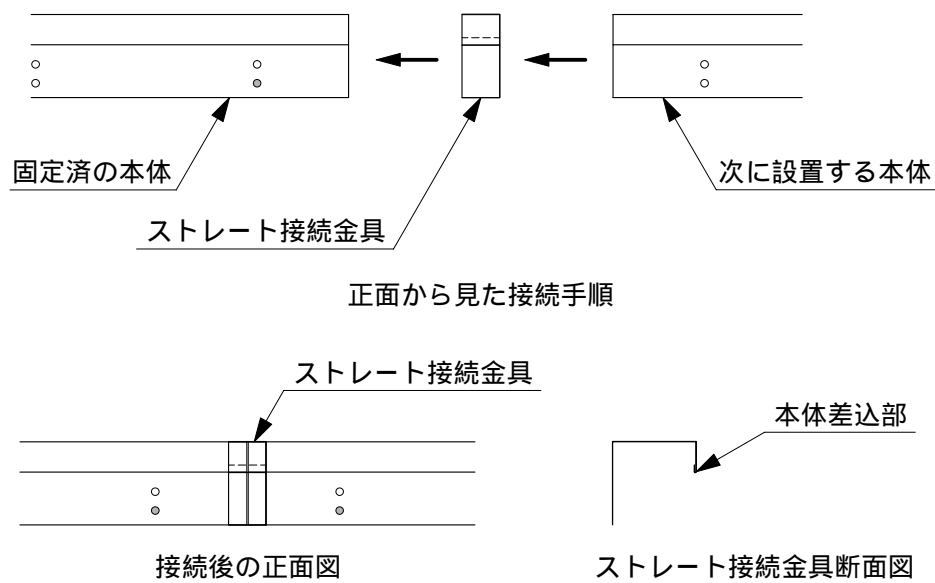 固定済の本体
次に設置する本体
ストレート接続金具
正面から見た接続手順
ストレート接続金具
本体差込部
接続後の正面図
ストレート接続金具断面図